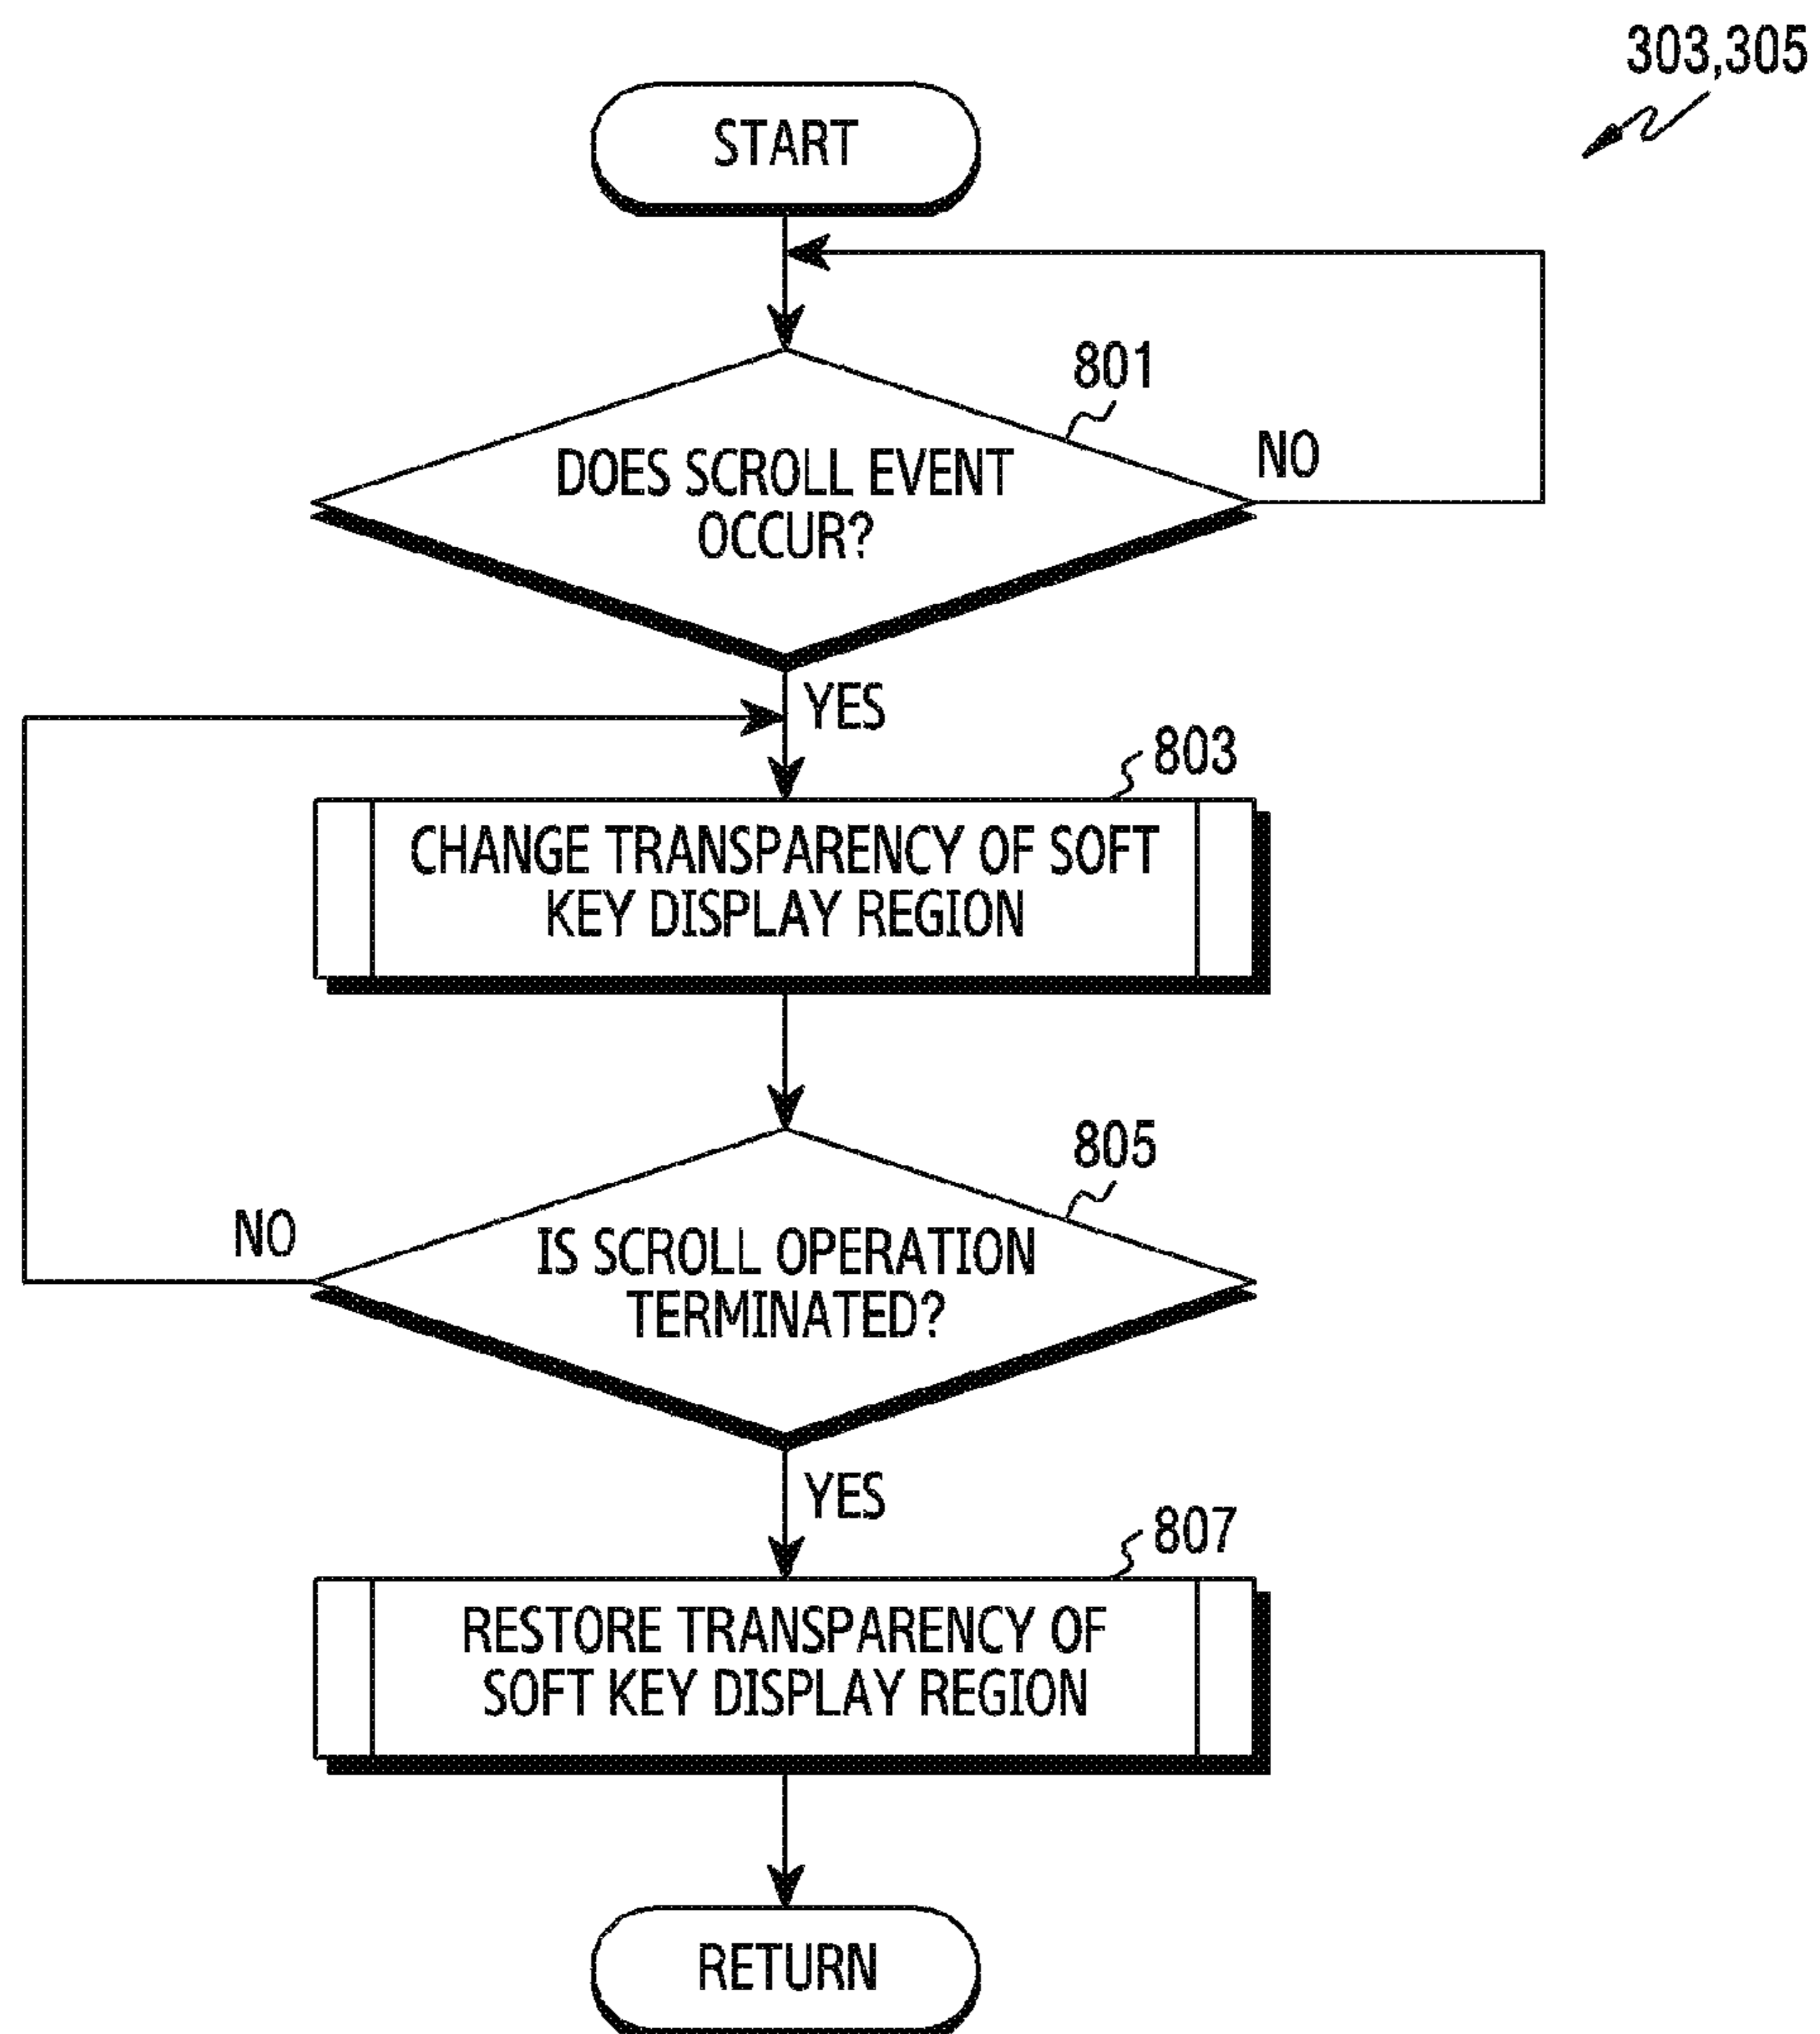 303,305
START
801
DOES SCROLL EVENT
OCCUR?
NO
YES
803
CHANGE TRANSPARENCY OF SOFT
KEY DISPLAY REGION
805
IS SCROLL OPERATION
TERMINATED?
NO
YES
807
RESTORE TRANSPARENCY OF
SOFT KEY DISPLAY REGION
RETURN